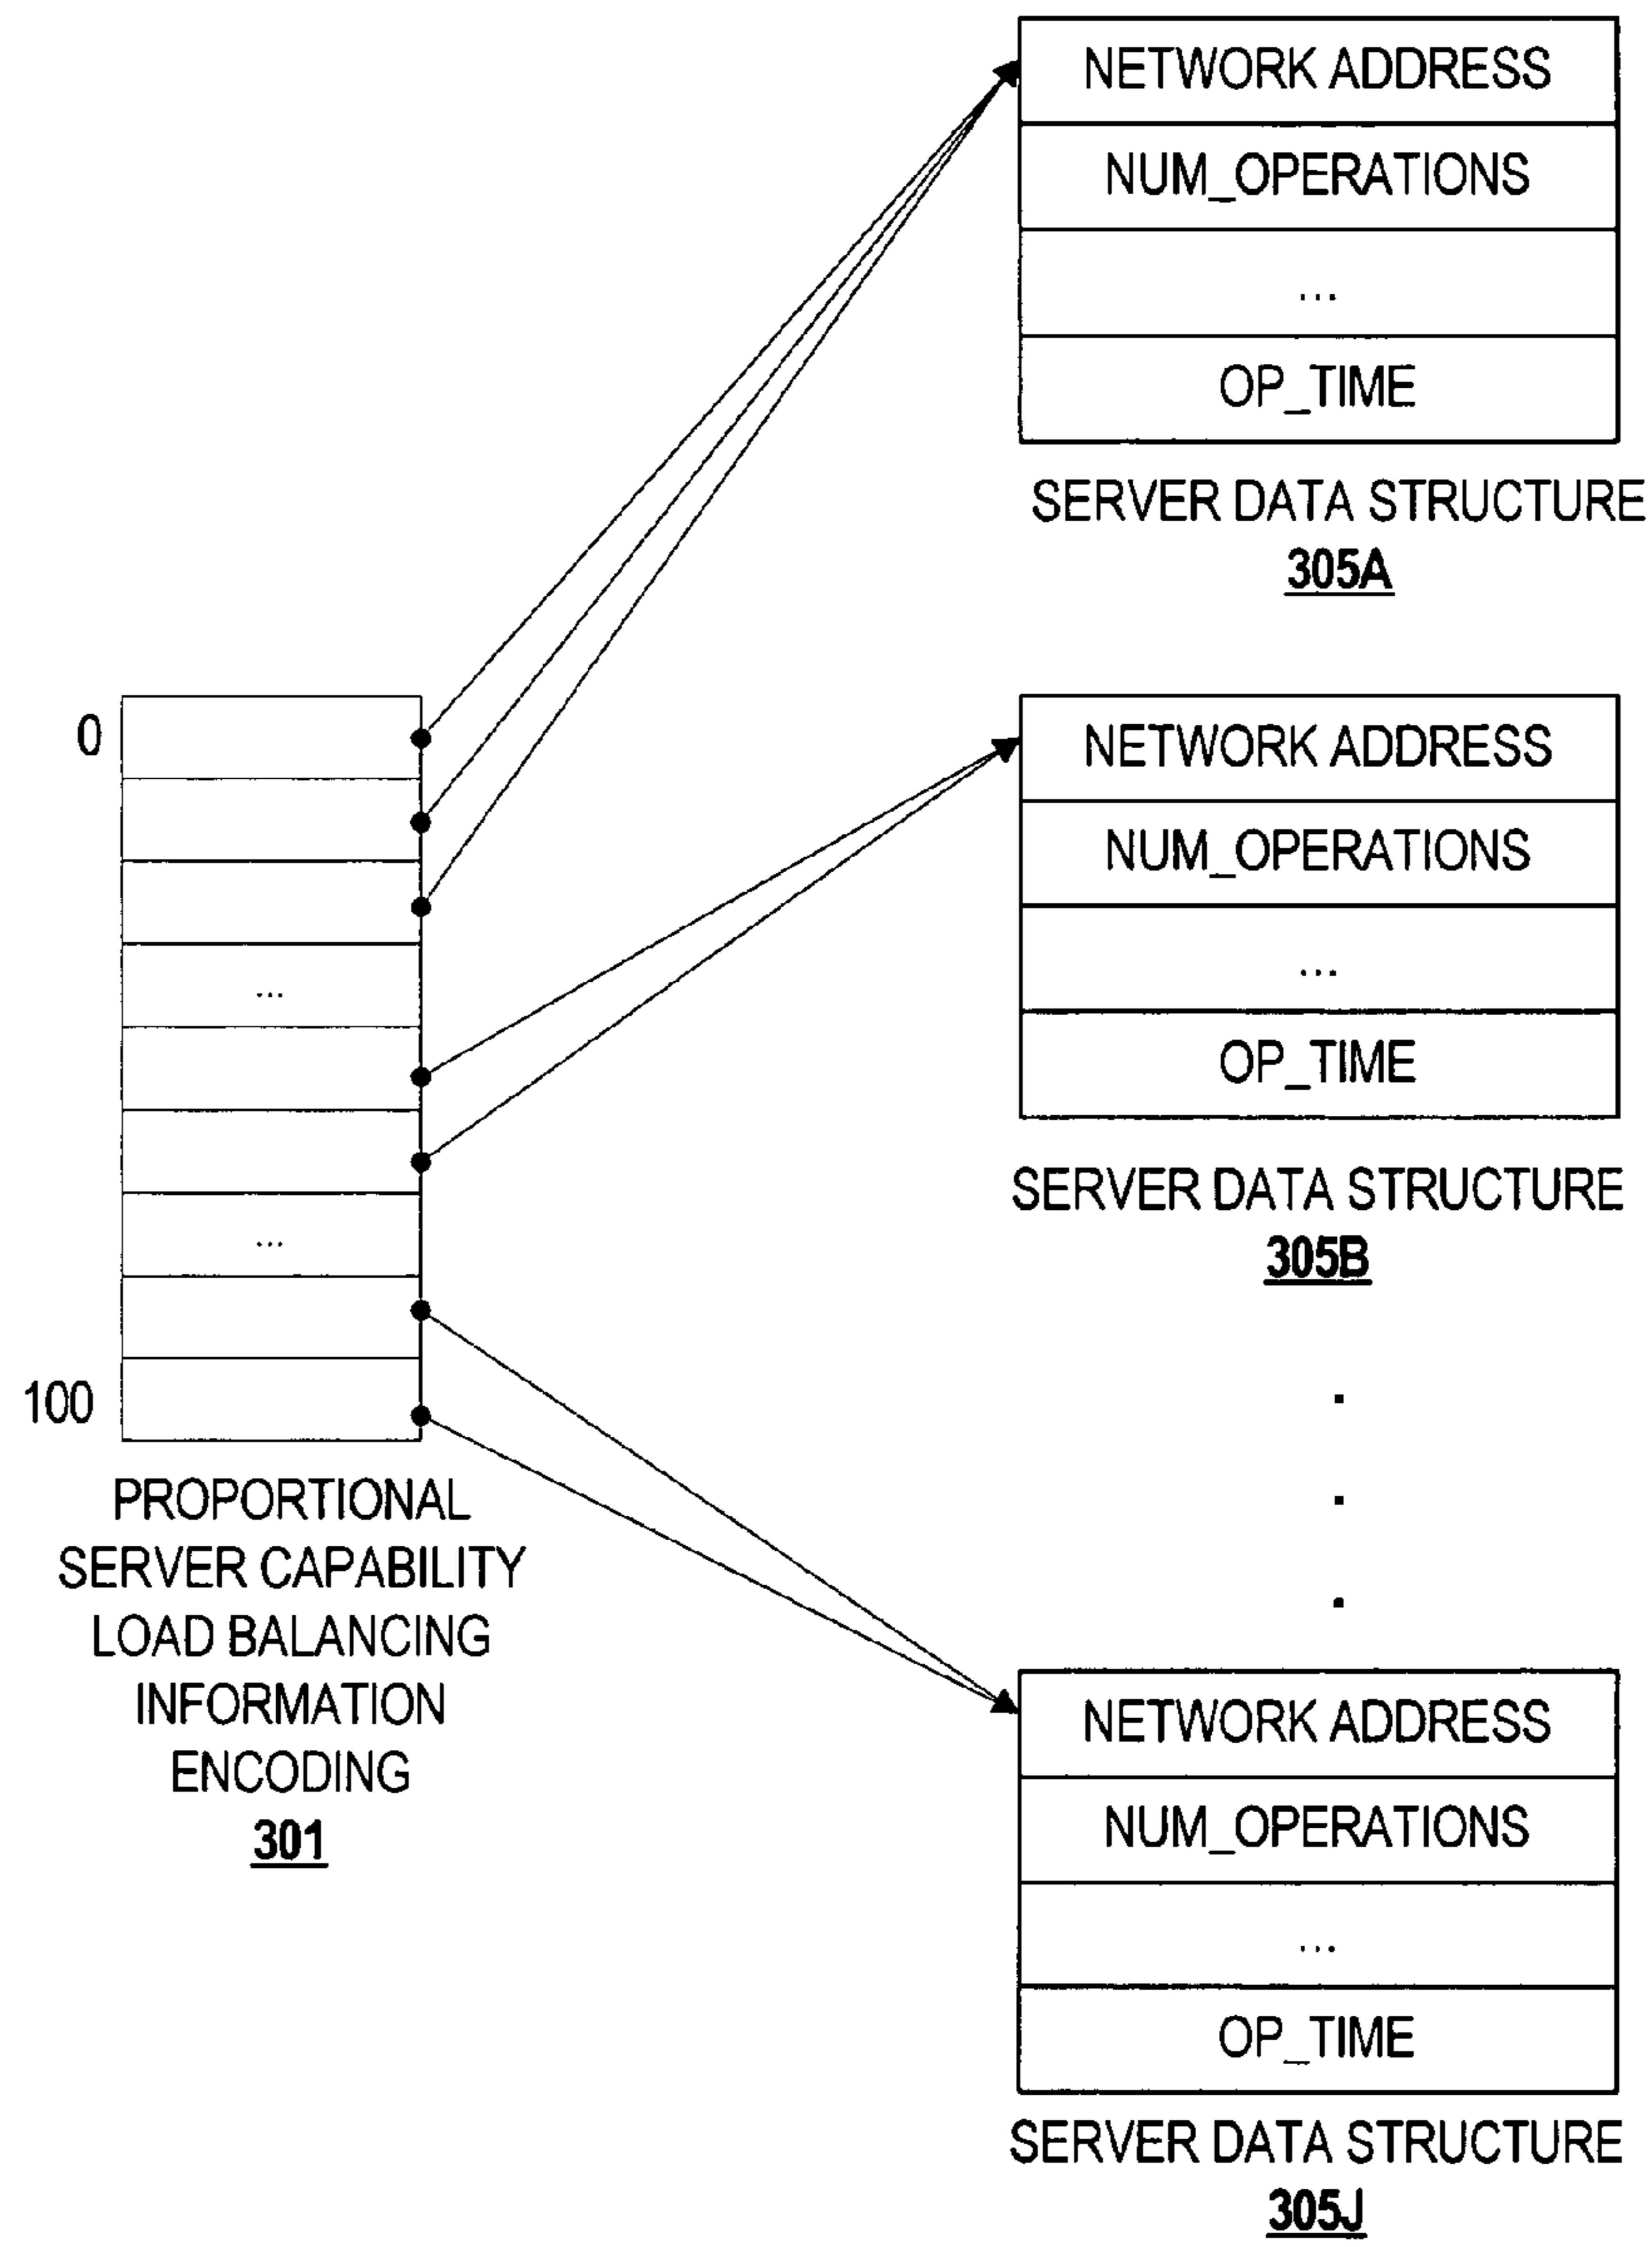 NETWORK ADDRESS
NUM_OPERATIONS
...
OP_TIME
SERVER DATA STRUCTURE
305A
0
...
...
100
PROPORTIONAL
SERVER CAPABILITY
LOAD BALANCING
INFORMATION
ENCODING
301
NETWORK ADDRESS
NUM_OPERATIONS
...
OP_TIME
SERVER DATA STRUCTURE
305B
.
.
.
NETWORK ADDRESS
NUM_OPERATIONS
...
OP_TIME
SERVER DATA STRUCTURE
305J